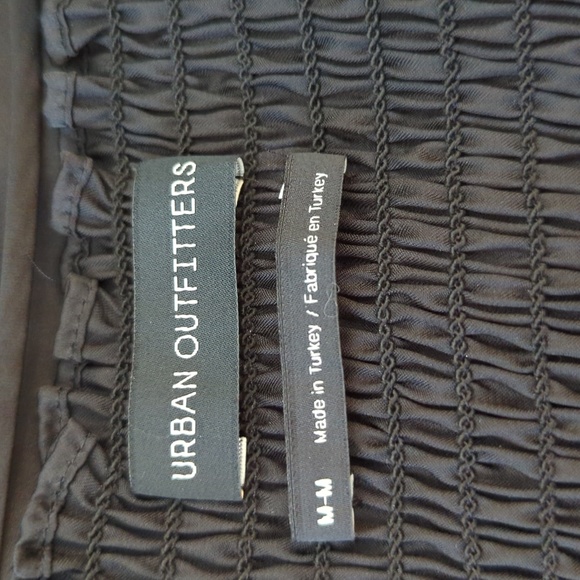 URBAN OUTFITTERS
M-M Made in Turkey / Fabriqué en Turkey